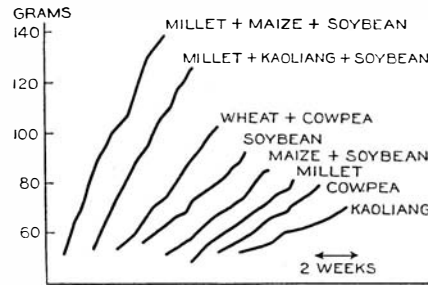 GRAMS
MILLET + MAIZE + SOYBEAN
140
MILLET + KAOLIANG + SOYBEAN
120
WHEAT + COWPEA
100
SOYBEAN
MAIZE + SOYBEAN
80
MILLET
COWPEA
KAOLIANG
60
2 WEEKS